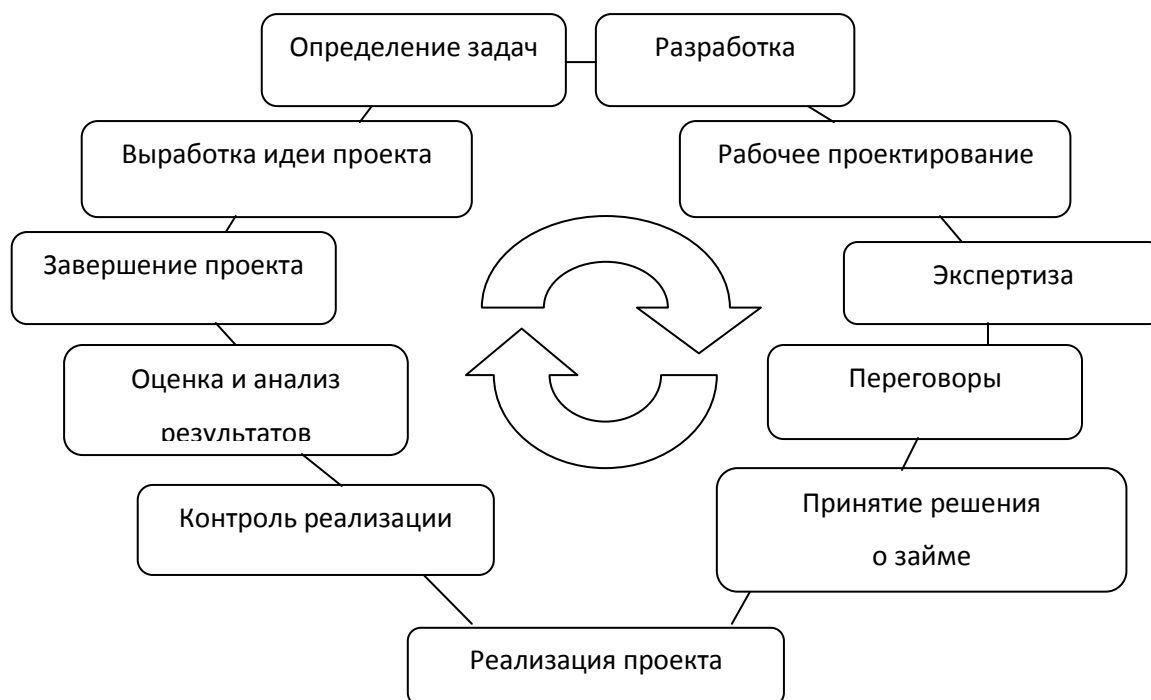 Определение задач
Разработка
Выработка идеи проекта
Рабочее проектирование
Завершение проекта
Экспертиза
Оценка и анализ
результатов
Переговоры
Контроль реализации
Принятие решения
о займе
Реализация проекта